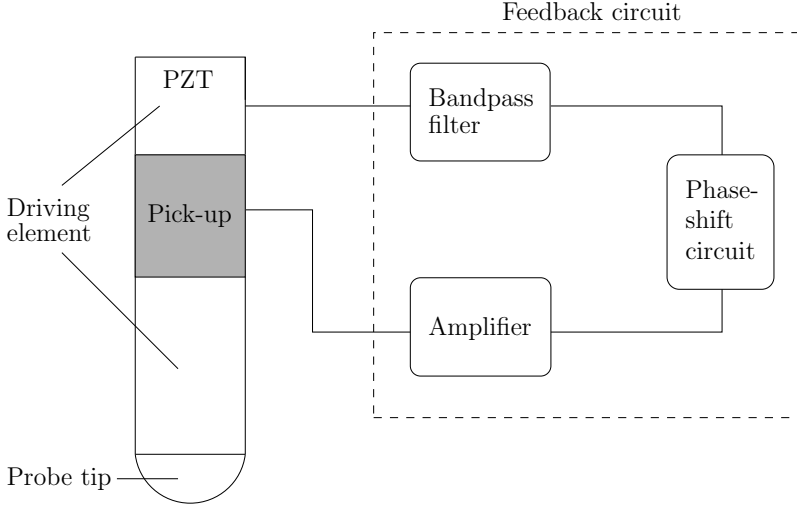 Feedback circuit
PZT
Bandpass
filter
Driving
element
Pick-up
Phase-
shift
circuit
Amplifier
Probe tip